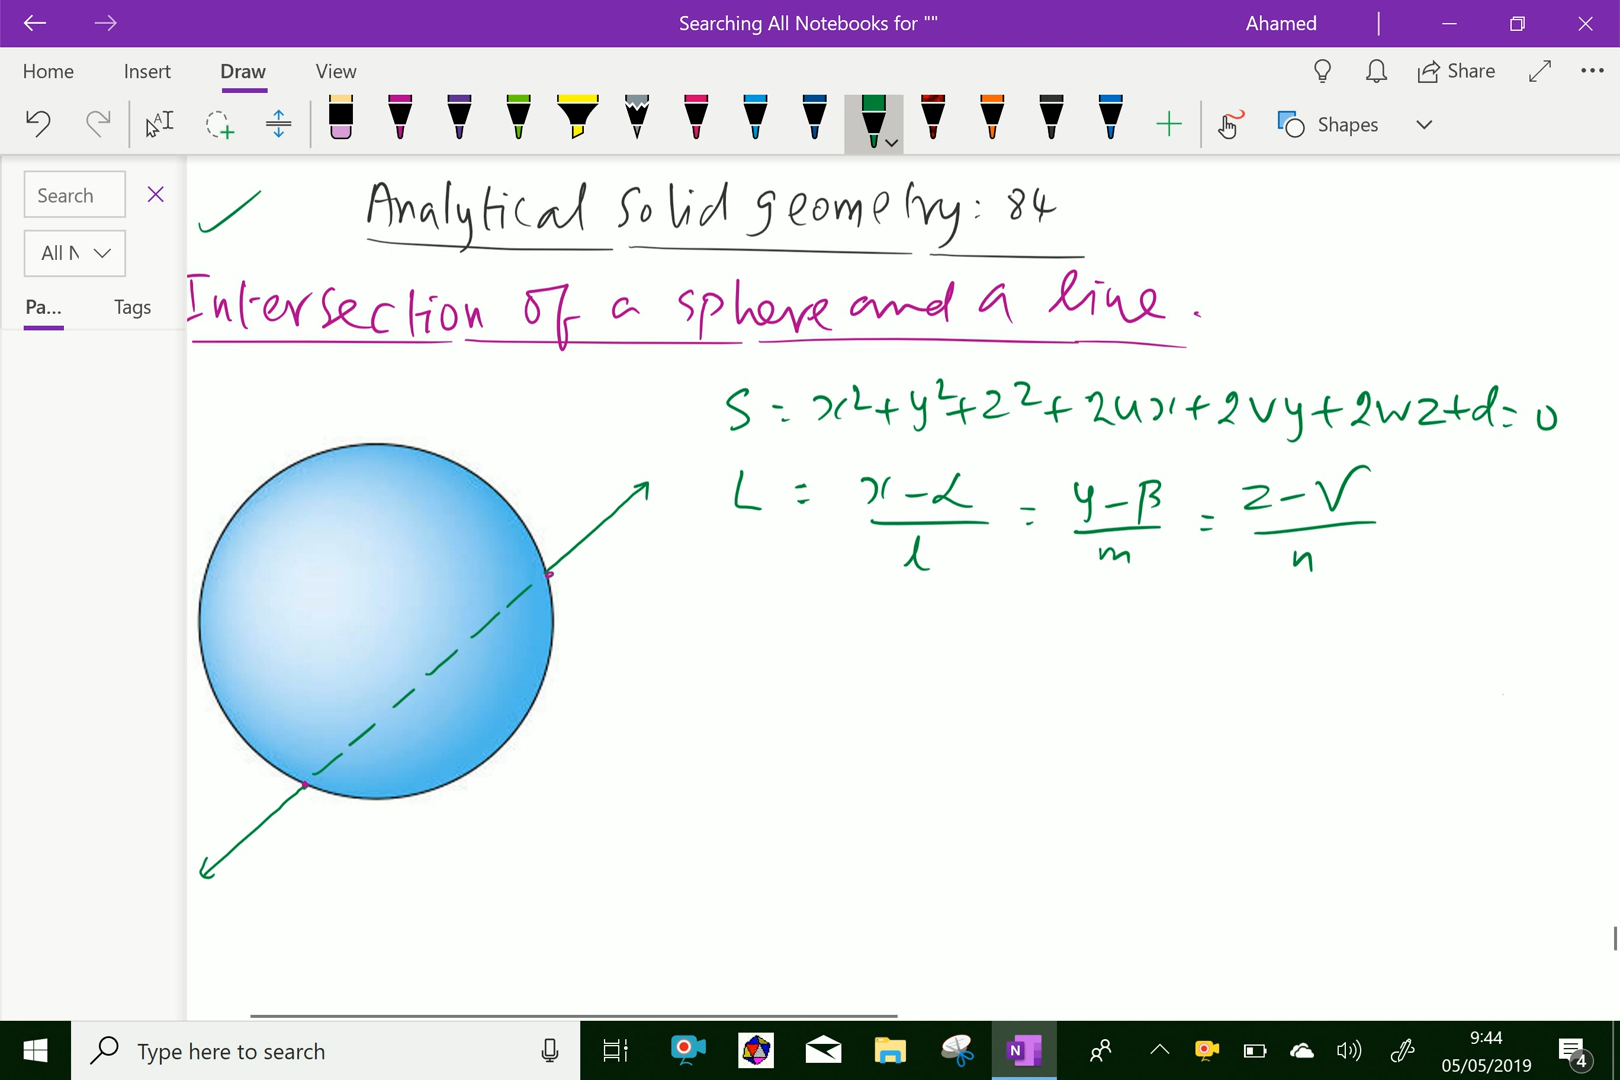 Searching All Notebooks for ""
Ahamed
Home Insert Draw View
Share
Shapes
Search
All N
Pa... Tags
Analytical Solid geometry: 84
Intersection of a sphere and a line.
S = x² + y² + z² + 2ux + 2vy + 2wz + d = 0
L = x-α/l = y-β/m = z-γ/n
Type here to search
9:44
05/05/2019
4